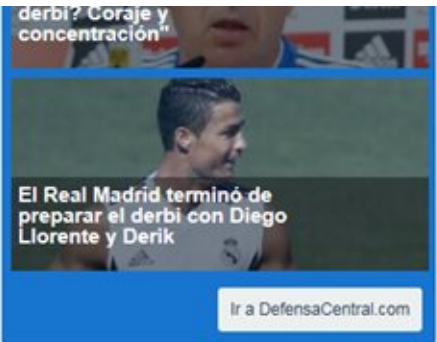 derbi? Coraje y
concentración"
El Real Madrid terminó de
preparar el derbi con Diego
Llorente y Derik
Ir a DefensaCentral.com